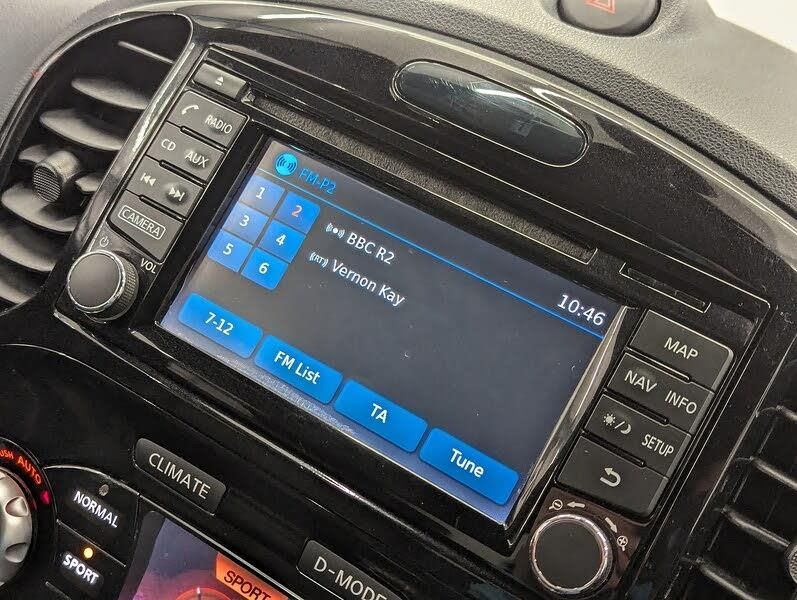 RADIO
CD AUX
CAMERA
VOL
FM-P2
1 2
3 4
5 6
BBC R2
(RT) Vernon Kay
10:46
7-12
FM List
TA
Tune
MAP
NAV INFO
SETUP
CLIMATE
D-MODE
AUTO
NORMAL
SPORT
SPORT